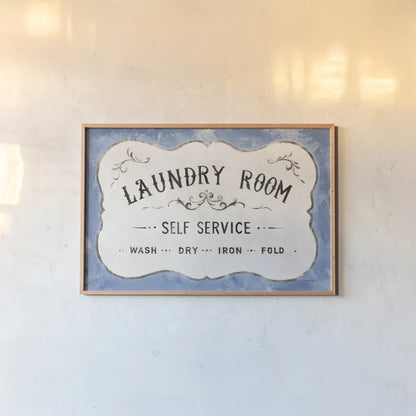 LAUNDRY ROOM
SELF SERVICE
WASH ··· DRY ··· IRON ··· FOLD